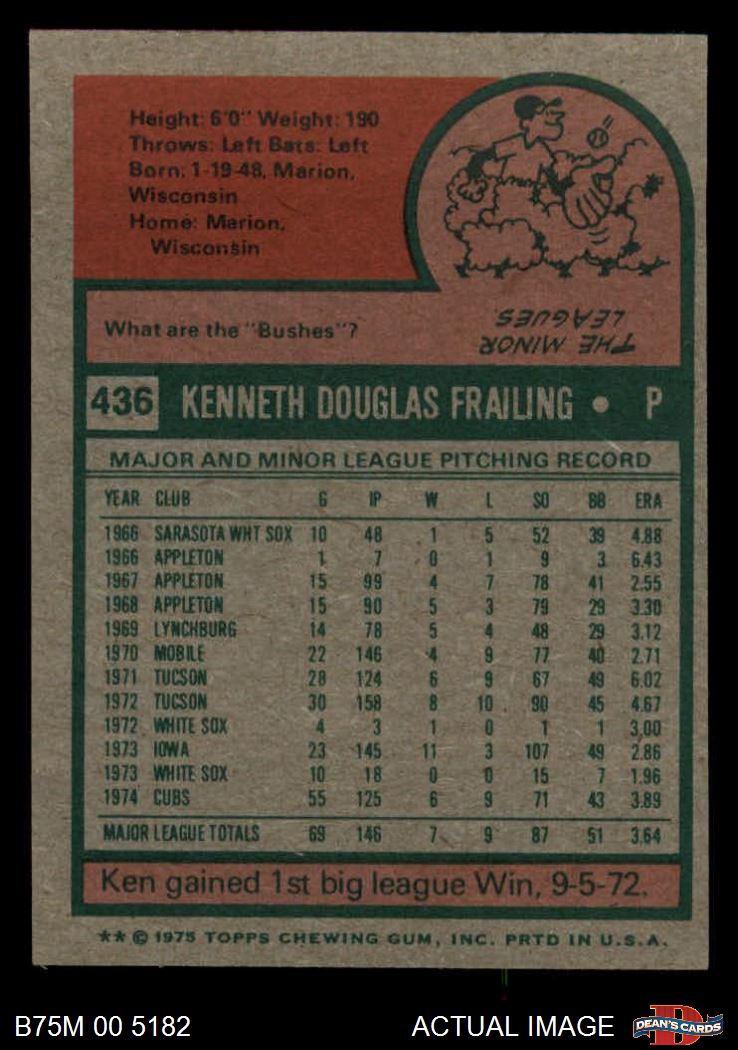 Height: 6'0" Weight: 190
Throws: Left Bats: Left
Born: 1-19-48, Marion,
Wisconsin
Home: Marion,
Wisconsin
What are the "Bushes"?
THE MINOR
LEAGUES
436 KENNETH DOUGLAS FRAILING • P
MAJOR AND MINOR LEAGUE PITCHING RECORD
YEAR CLUB G IP W L SO BB ERA
1966 SARASOTA WHT SOX 10 48 1 5 52 39 4.88
1966 APPLETON 1 7 0 1 9 3 6.43
1967 APPLETON 15 99 4 7 78 41 2.55
1968 APPLETON 15 90 5 3 79 29 3.30
1969 LYNCHBURG 14 78 5 4 48 29 3.12
1970 MOBILE 22 146 4 9 77 40 2.71
1971 TUCSON 28 124 6 9 67 49 6.02
1972 TUCSON 30 158 8 10 90 45 4.67
1972 WHITE SOX 4 3 1 0 1 1 3.00
1973 IOWA 23 145 11 3 107 49 2.86
1973 WHITE SOX 10 18 0 0 15 7 1.96
1974 CUBS 55 125 6 9 71 43 3.89
MAJOR LEAGUE TOTALS 69 146 7 9 87 51 3.64
Ken gained 1st big league Win, 9-5-72.
** © 1975 TOPPS CHEWING GUM, INC. PRTD IN U.S.A.
B75M 00 5182 ACTUAL IMAGE DEAN'S CARDS